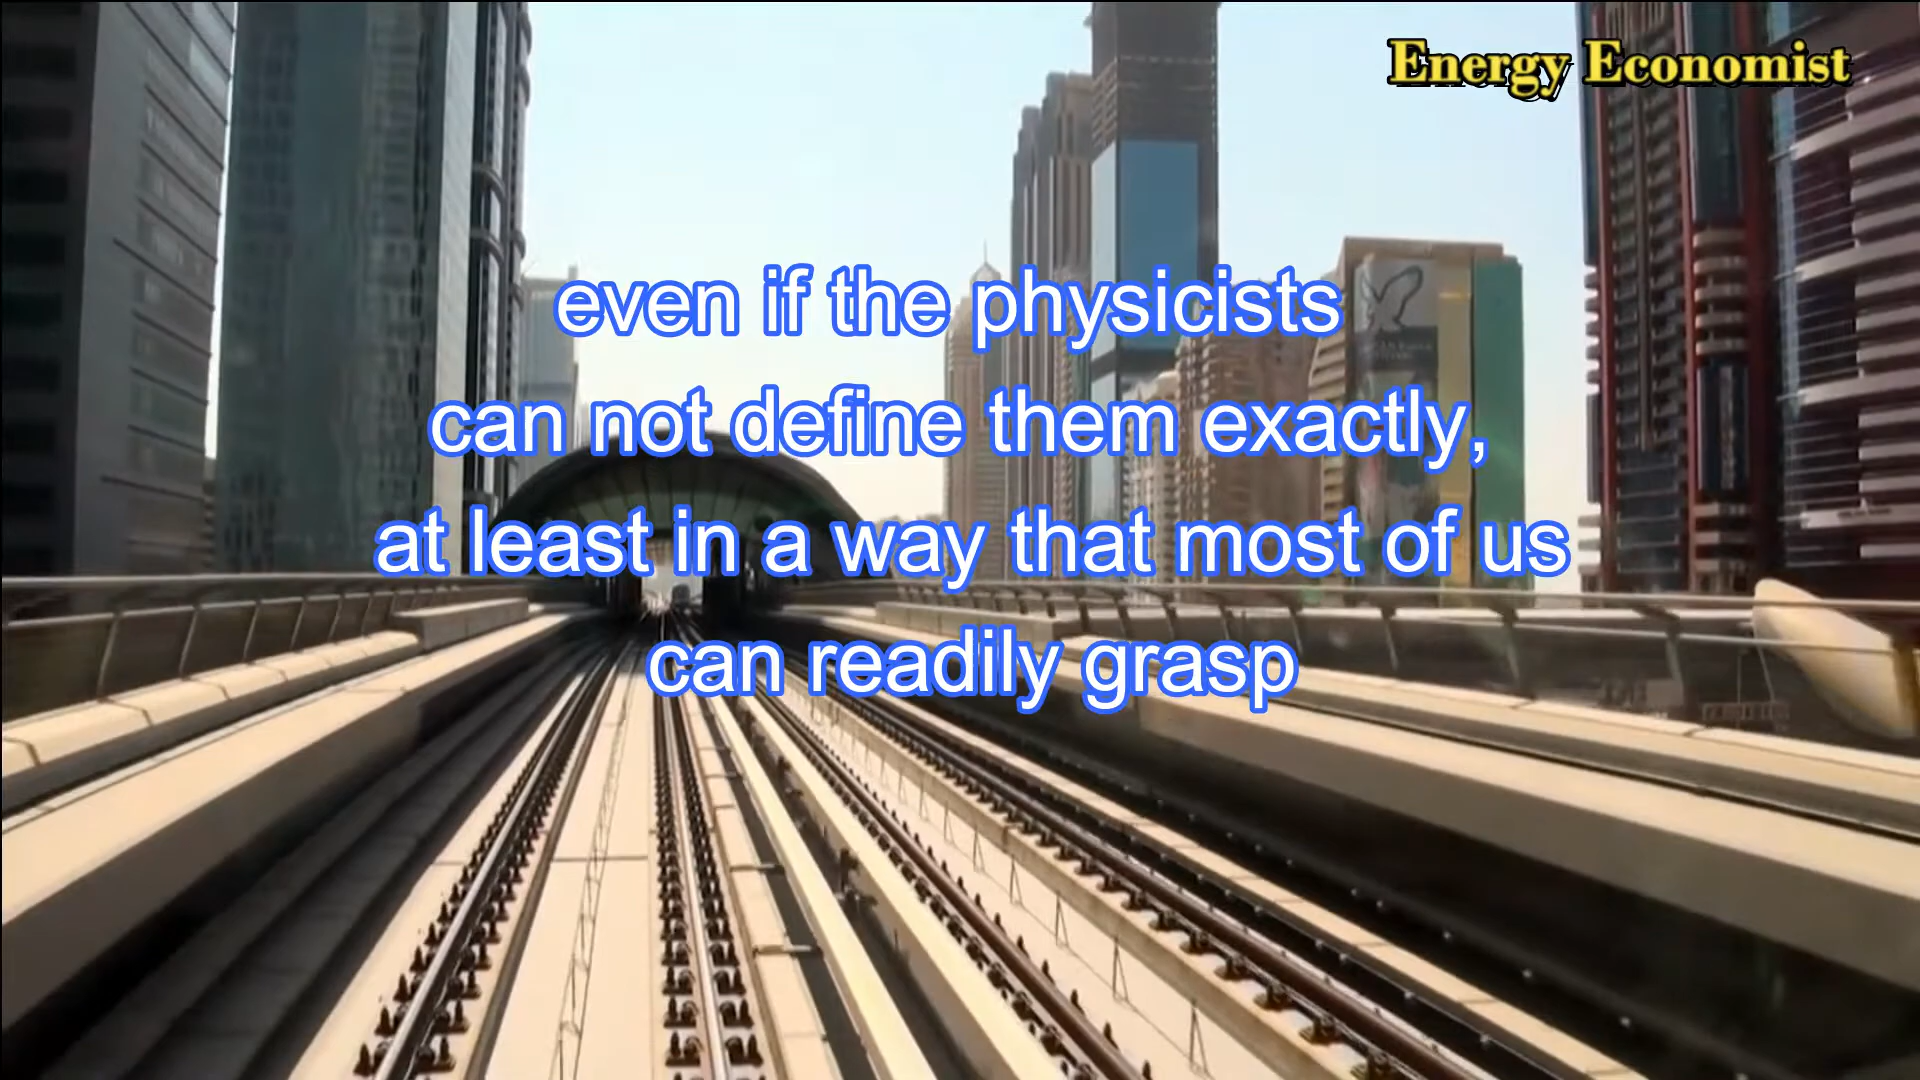 Energy Economist
even if the physicists
can not define them exactly,
at least in a way that most of us
can readily grasp